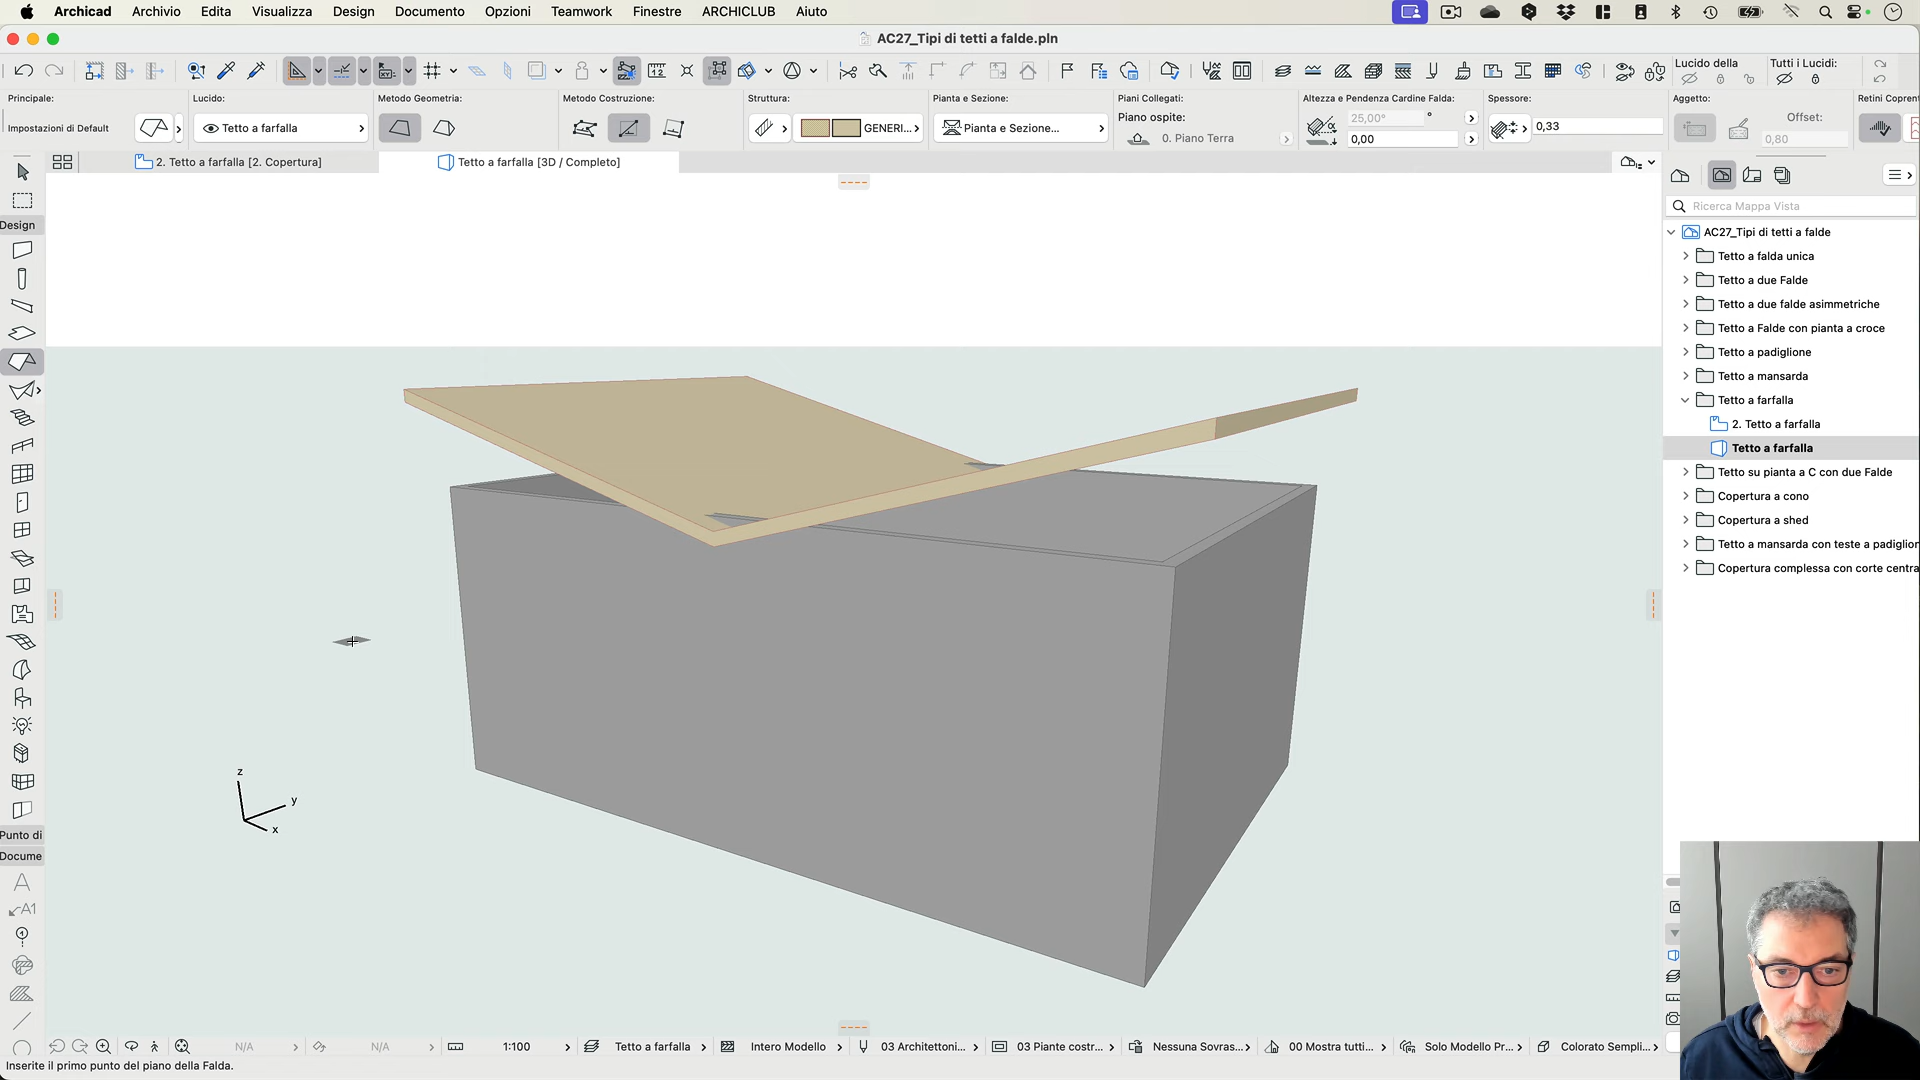 Archicad Archivio Edita Visualizza Design Documento Opzioni Teamwork Finestre ARCHICLUB Aiuto
AC27_Tipi di tetti a falde.pln
Lucido della Tutti i Lucidi:
Principale: Lucido: Metodo Geometria: Metodo Costruzione: Struttura: Pianta e Sezione: Piani Collegati: Altezza e Pendenza Cardine Falda: Spessore: Aggetto: Retini Coprent
Impostazioni di Default Tetto a farfalla GENERI... Pianta e Sezione... Piano ospite: 25,00° ° 0,33 Offset:
0. Piano Terra 0,00 0,80
2. Tetto a farfalla [2. Copertura] Tetto a farfalla [3D / Completo]
Ricerca Mappa Vista
Design
AC27_Tipi di tetti a falde
Tetto a falda unica
Tetto a due Falde
Tetto a due falde asimmetriche
Tetto a Falde con pianta a croce
Tetto a padiglione
Tetto a mansarda
Tetto a farfalla
2. Tetto a farfalla
Tetto a farfalla
Tetto su pianta a C con due Falde
Copertura a cono
Copertura a shed
Tetto a mansarda con teste a padiglior
Copertura complessa con corte centra
z
y
x
Punto di
Docume
A
A1
N/A N/A 1:100 Tetto a farfalla Intero Modello 03 Architettoni... 03 Piante costr... Nessuna Sovras... 00 Mostra tutti... Solo Modello Pr... Colorato Sempli...
Inserite il primo punto del piano della Falda.